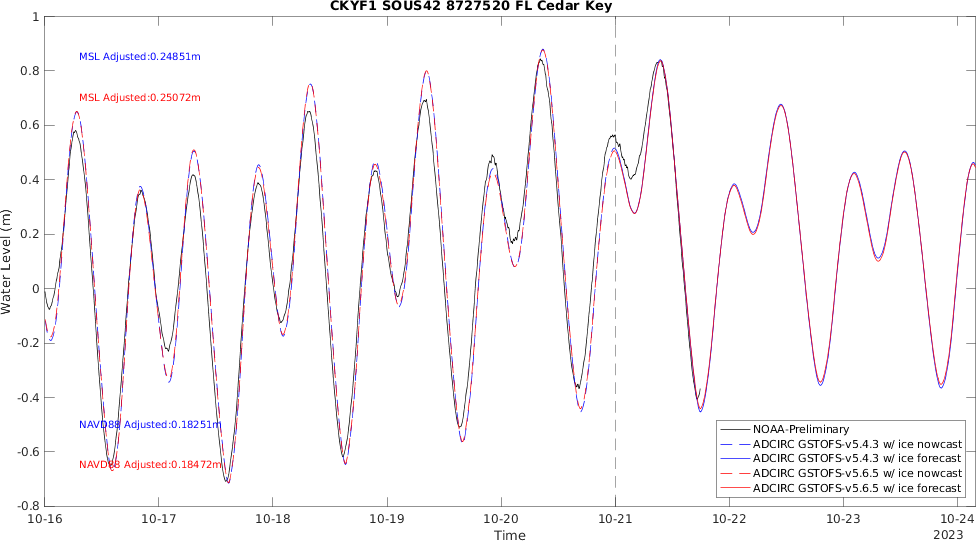 CKYF1 SOUS42 8727520 FL Cedar Key
MSL Adjusted:0.24851m
MSL Adjusted:0.25072m
NAVD88 Adjusted:0.18251m
NAVD88 Adjusted:0.18472m
Water Level (m)
1
0.8
0.6
0.4
0.2
0
-0.2
-0.4
-0.6
-0.8
NOAA-Preliminary
ADCIRC GSTOFS-v5.4.3 w/ ice nowcast
ADCIRC GSTOFS-v5.4.3 w/ ice forecast
ADCIRC GSTOFS-v5.6.5 w/ ice nowcast
ADCIRC GSTOFS-v5.6.5 w/ ice forecast
10-16 10-17 10-18 10-19 10-20 10-21 10-22 10-23 10-24
Time
2023